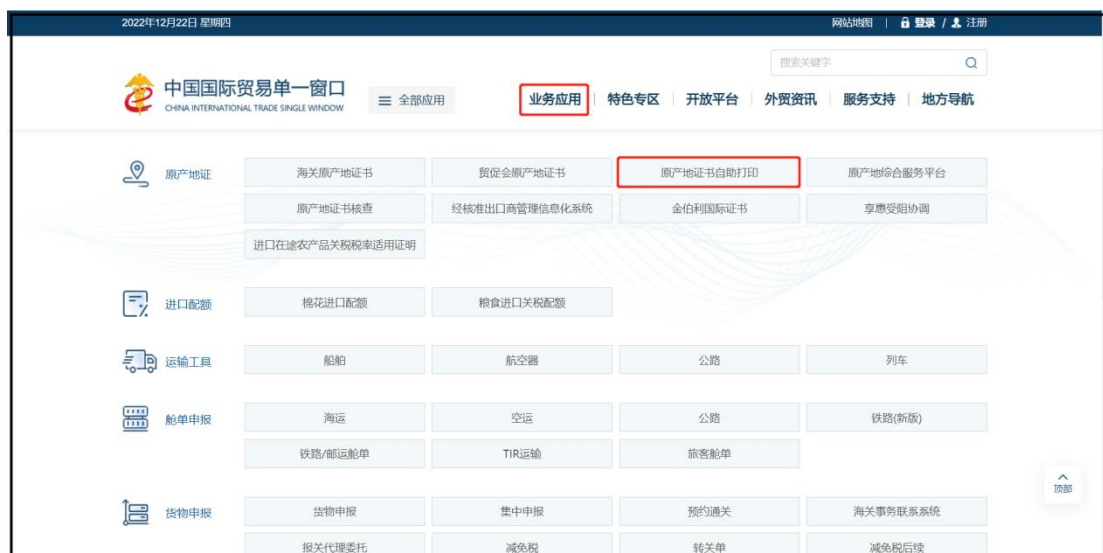 2022年12月22日 星期四 网站地图 | 登录 / 注册
搜索关键字
中国国际贸易单一窗口
CHINA INTERNATIONAL TRADE SINGLE WINDOW
全部应用
业务应用 | 特色专区 | 开放平台 | 外贸资讯 | 服务支持 | 地方导航
原产地证 海关原产地证书 贸促会原产地证书 原产地证书自助打印 原产地综合服务平台
原产地证书核查 经核准出口商管理信息化系统 金伯利国际证书 享惠受阻协调
进口在途农产品关税税率适用证明
进口配额 棉花进口配额 粮食进口关税配额
运输工具 船舶 航空器 公路 列车
舱单申报 海运 空运 公路 铁路(新版)
铁路/邮运舱单 TIR运输 旅客舱单
顶部
货物申报 货物申报 集中申报 预约通关 海关事务联系系统
报关代理委托 减免税 转关单 减免税后续